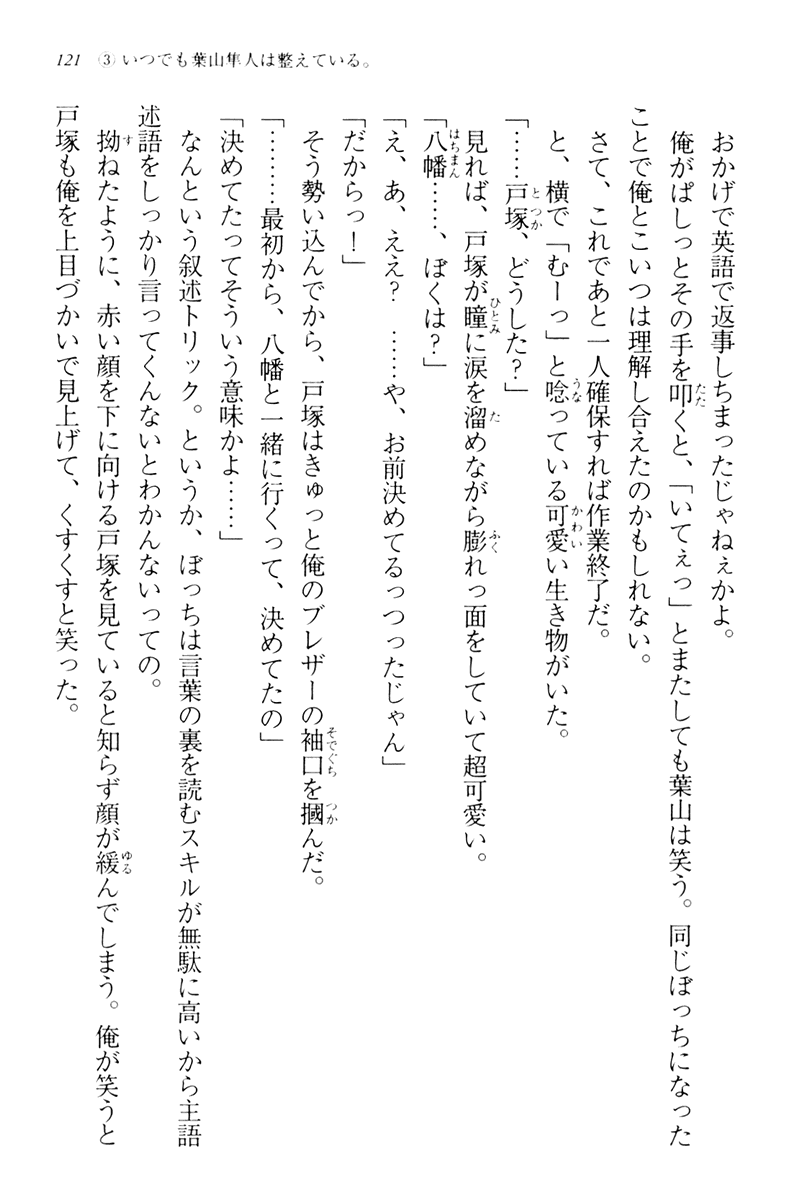 121 ③ いつでも葉山隼人は整えている。
おかげで英語で返事しちまったじゃねぇかよ。
俺がぱしっとその手を叩くと、「いてぇっ」とまたしても葉山は笑う。同じぼっちになった
ことで俺とこいつは理解し合えたのかもしれない。
さて、これであと一人確保すれば作業終了だ。
と、横で「むーっ」と唸っている可愛い生き物がいた。
「……戸塚、どうした?」
見れば、戸塚が瞳に涙を溜めながら膨れっ面をしていて超可愛い。
「八幡……、ぼくは?」
「え、あ、ええ? ……や、お前決めてるっつったじゃん」
「だからっ!」
そう勢い込んでから、戸塚はきゅっと俺のブレザーの袖口を摑んだ。
「………最初から、八幡と一緒に行くって、決めてたの」
「決めてたってそういう意味かよ……」
なんという叙述トリック。というか、ぼっちは言葉の裏を読むスキルが無駄に高いから主語
述語をしっかり言ってくんないとわかんないっての。
拗ねたように、赤い顔を下に向ける戸塚を見ていると知らず顔が緩んでしまう。俺が笑うと
戸塚も俺を上目づかいで見上げて、くすくすと笑った。